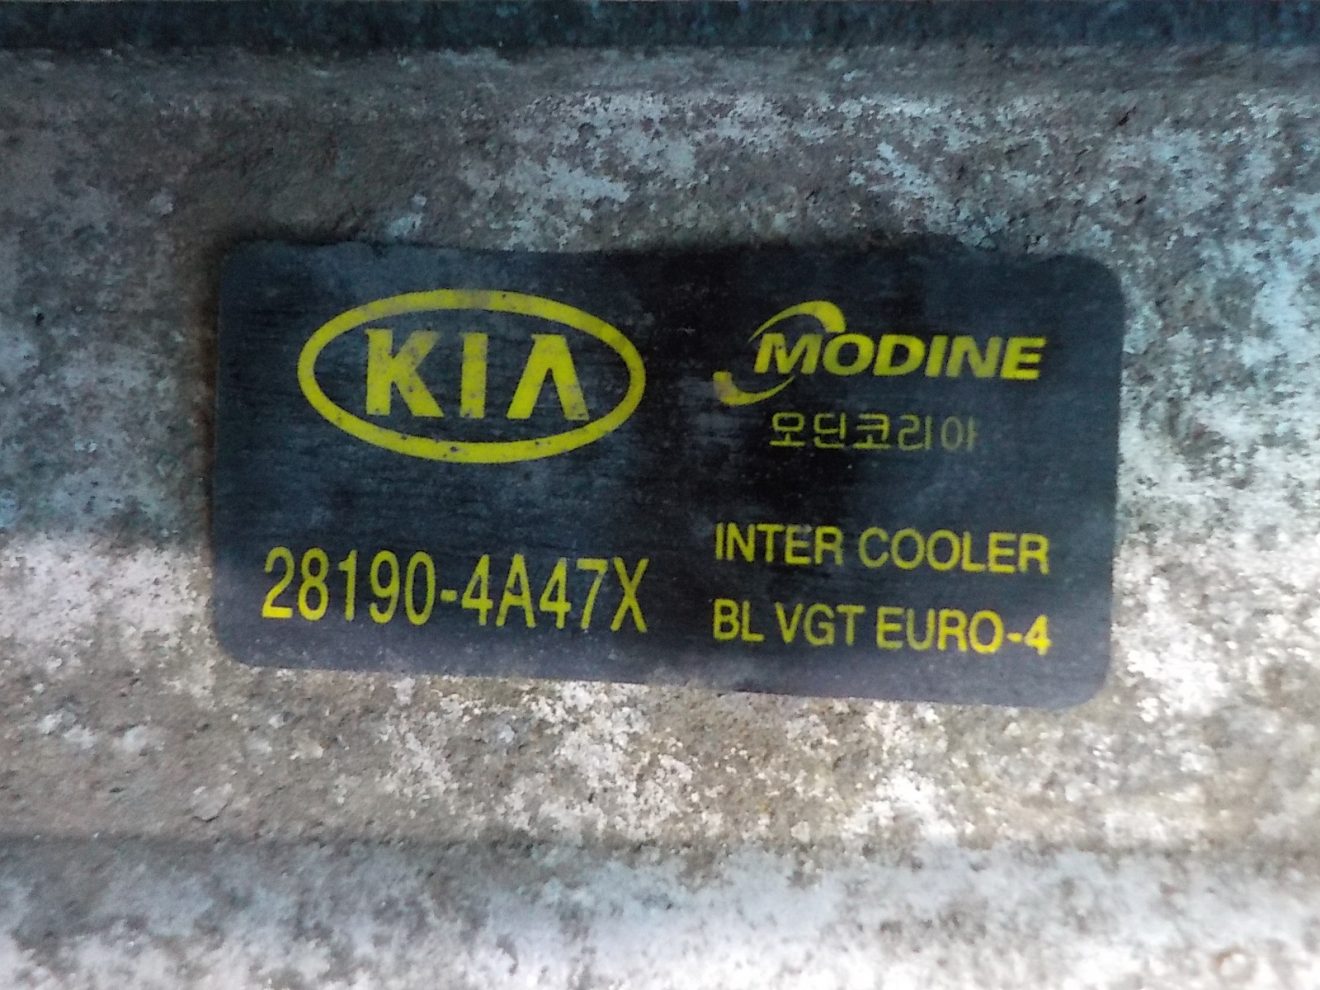 KIA
MODINE
모딘코리아
28190-4A47X
INTER COOLER
BL VGT EURO-4